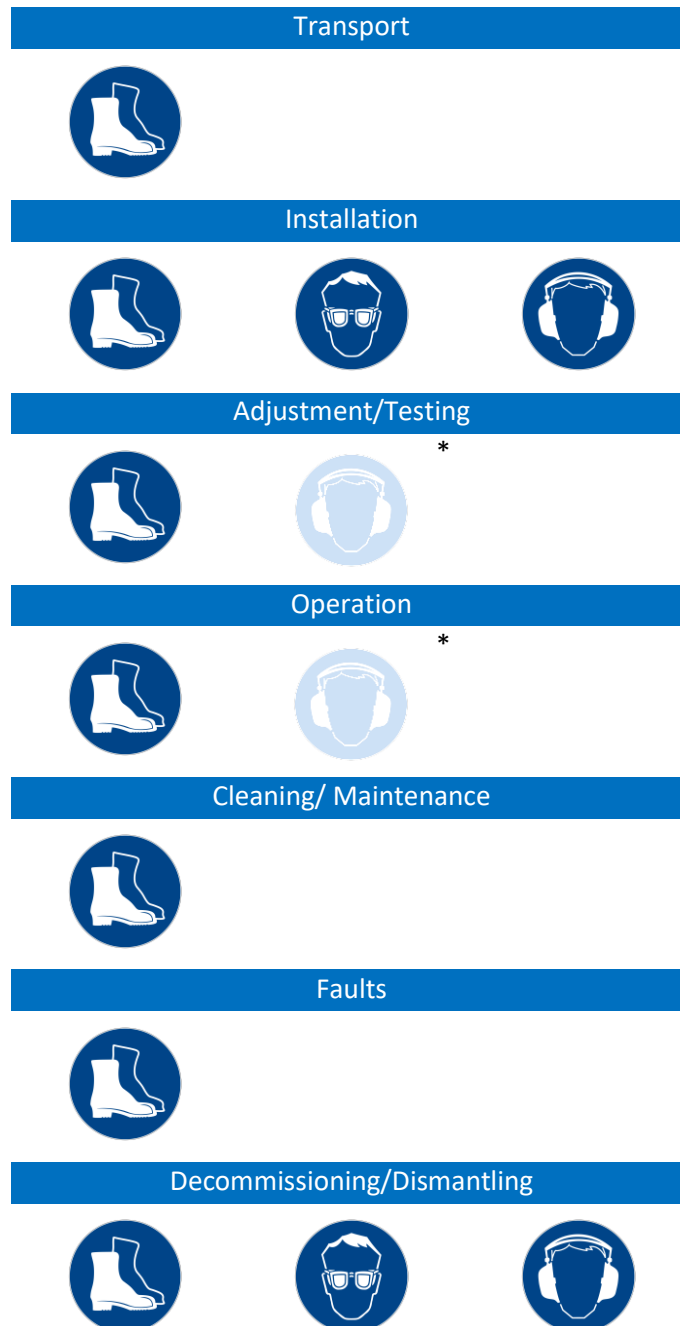 Transport
Installation
Adjustment/Testing
*
Operation
*
Cleaning/ Maintenance
Faults
Decommissioning/Dismantling